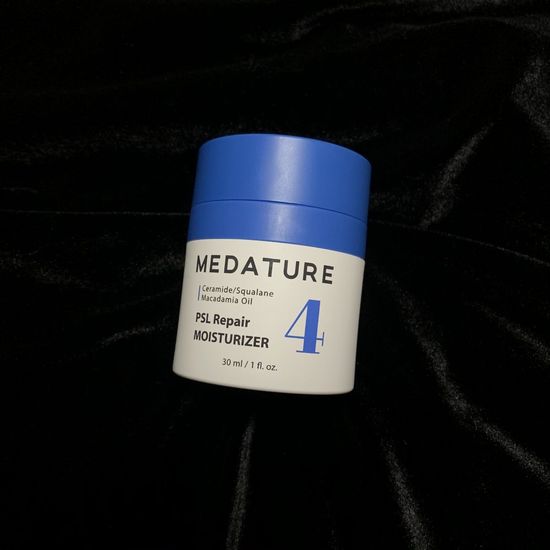 MEDATURE
Ceramide/Squalane
Macadamia Oil
PSL Repair
MOISTURIZER
4
30 ml / 1 fl. oz.